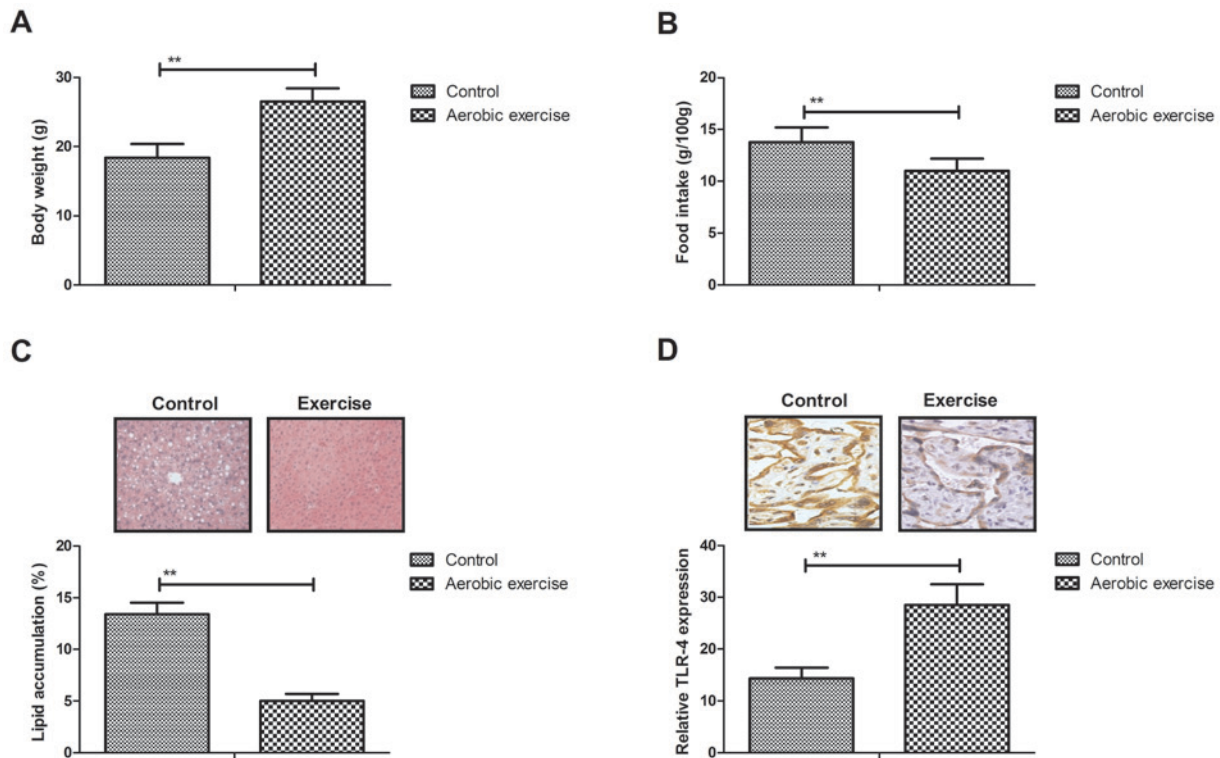 A
**
Body weight (g)
30
20
10
0
Control
Aerobic exercise
B
**
Food intake (g/100g)
20
15
10
5
0
Control
Aerobic exercise
C
Control Exercise
**
Lipid accumulation (%)
20
15
10
5
0
Control
Aerobic exercise
D
Control Exercise
**
Relative TLR-4 expression
40
30
20
10
0
Control
Aerobic exercise